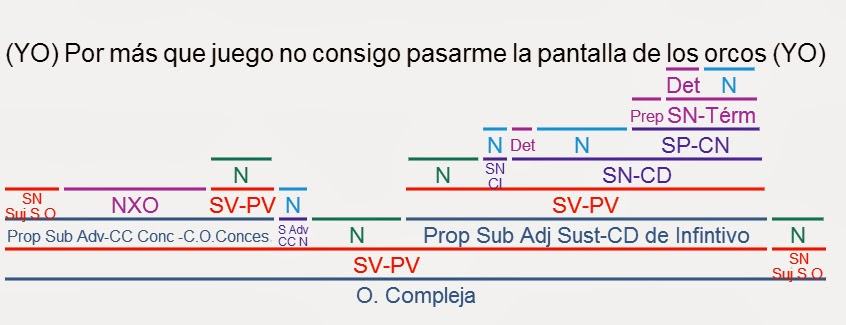 (YO) Por más que juego no consigo pasarme la pantalla de los orcos (YO)
Det N
Prep SN-Térm
N Det N SP-CN
N N SN CI SN-CD
SN Suj.S.O. NXO SV-PV N SV-PV
Prop Sub Adv-CC Conc -C.O.Conces. S Adv CC N N Prop Sub Adj Sust-CD de Infintivo N
SV-PV SN Suj.S.O.
O. Compleja